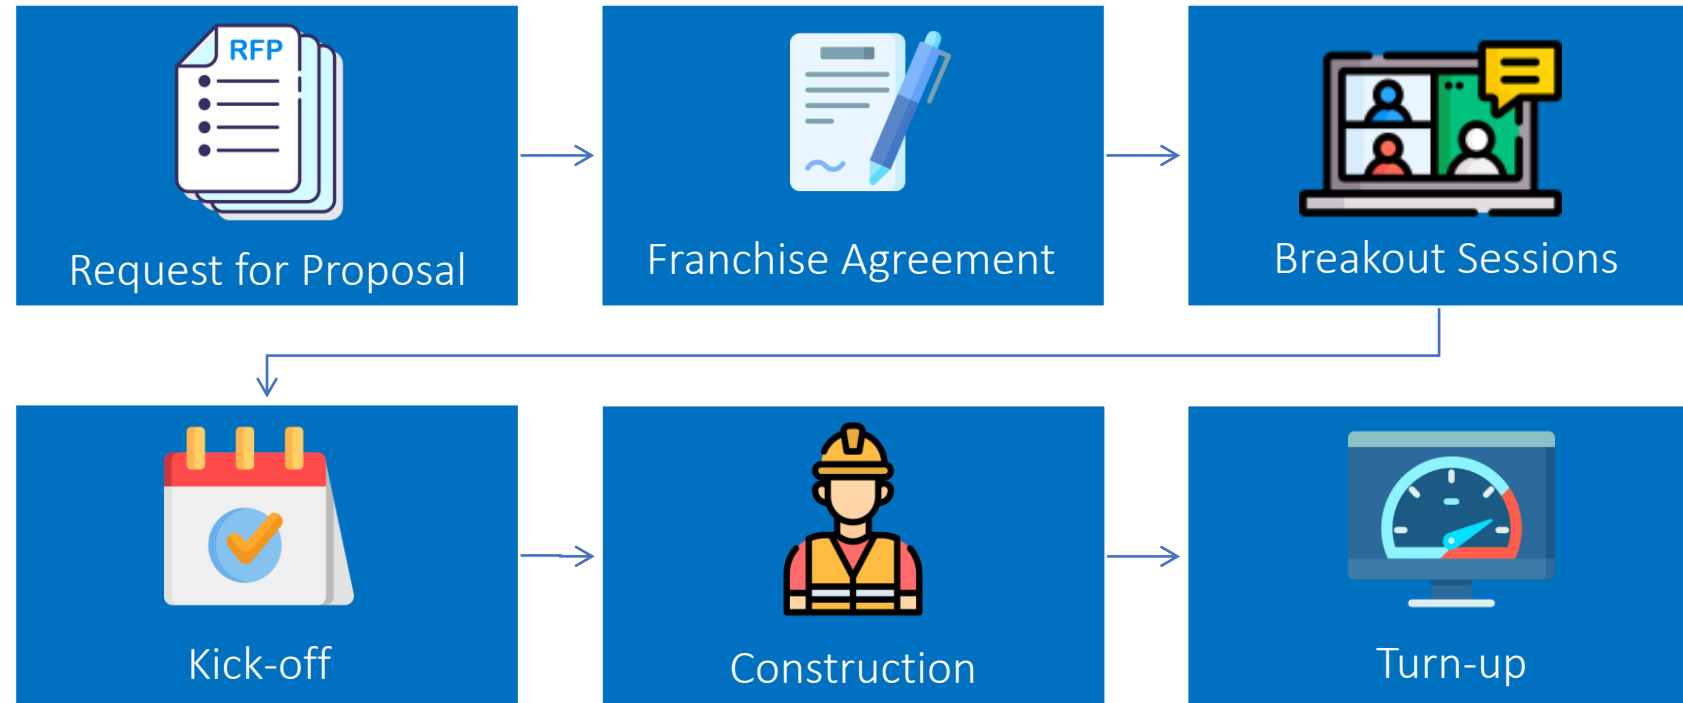 RFP
Request for Proposal
Franchise Agreement
Breakout Sessions
Kick-off
Construction
Turn-up